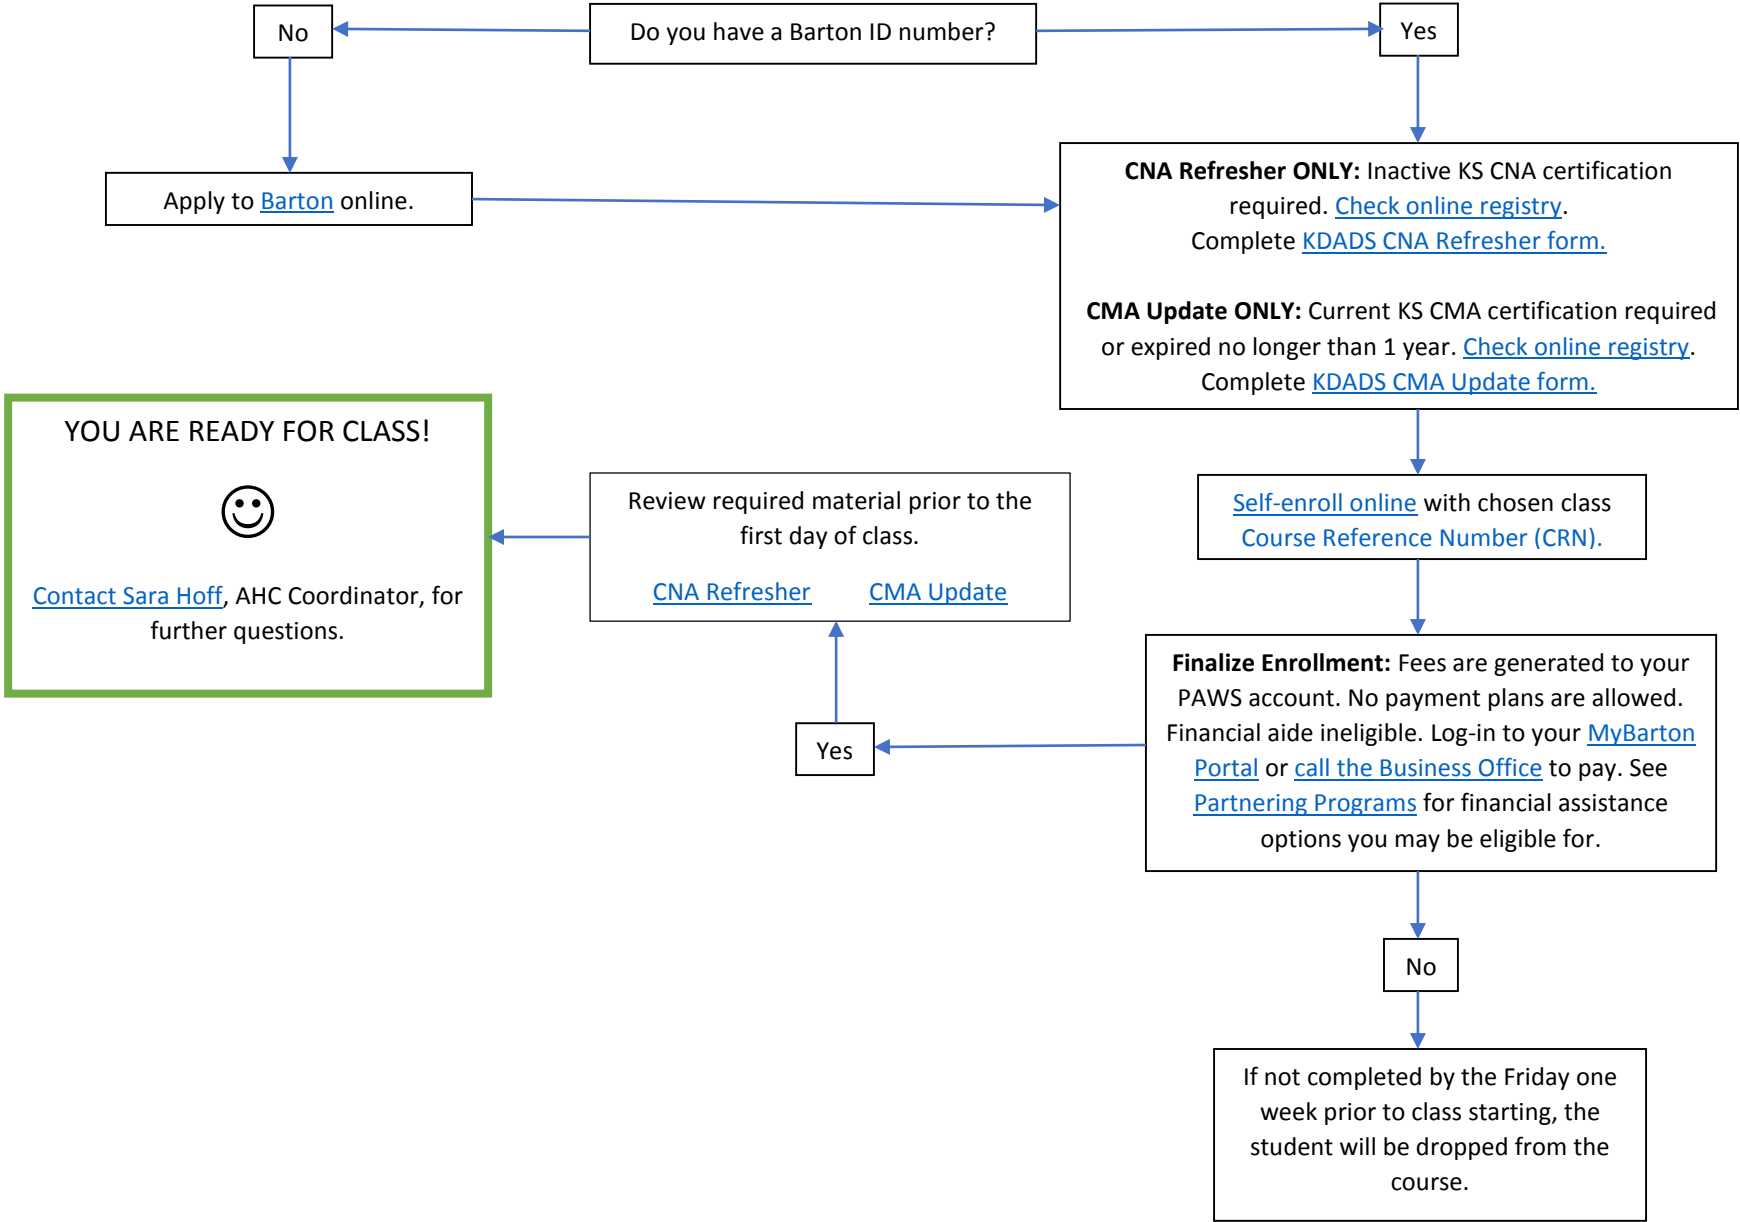 Do you have a Barton ID number?
No
Yes
Apply to Barton online.
CNA Refresher ONLY: Inactive KS CNA certification
required. Check online registry.
Complete KDADS CNA Refresher form.
CMA Update ONLY: Current KS CMA certification required
or expired no longer than 1 year. Check online registry.
Complete KDADS CMA Update form.
Self-enroll online with chosen class
Course Reference Number (CRN).
Finalize Enrollment: Fees are generated to your
PAWS account. No payment plans are allowed.
Financial aide ineligible. Log-in to your MyBarton
Portal or call the Business Office to pay. See
Partnering Programs for financial assistance
options you may be eligible for.
Yes
Review required material prior to the
first day of class.
CNA Refresher CMA Update
YOU ARE READY FOR CLASS!
Contact Sara Hoff, AHC Coordinator, for
further questions.
No
If not completed by the Friday one
week prior to class starting, the
student will be dropped from the
course.